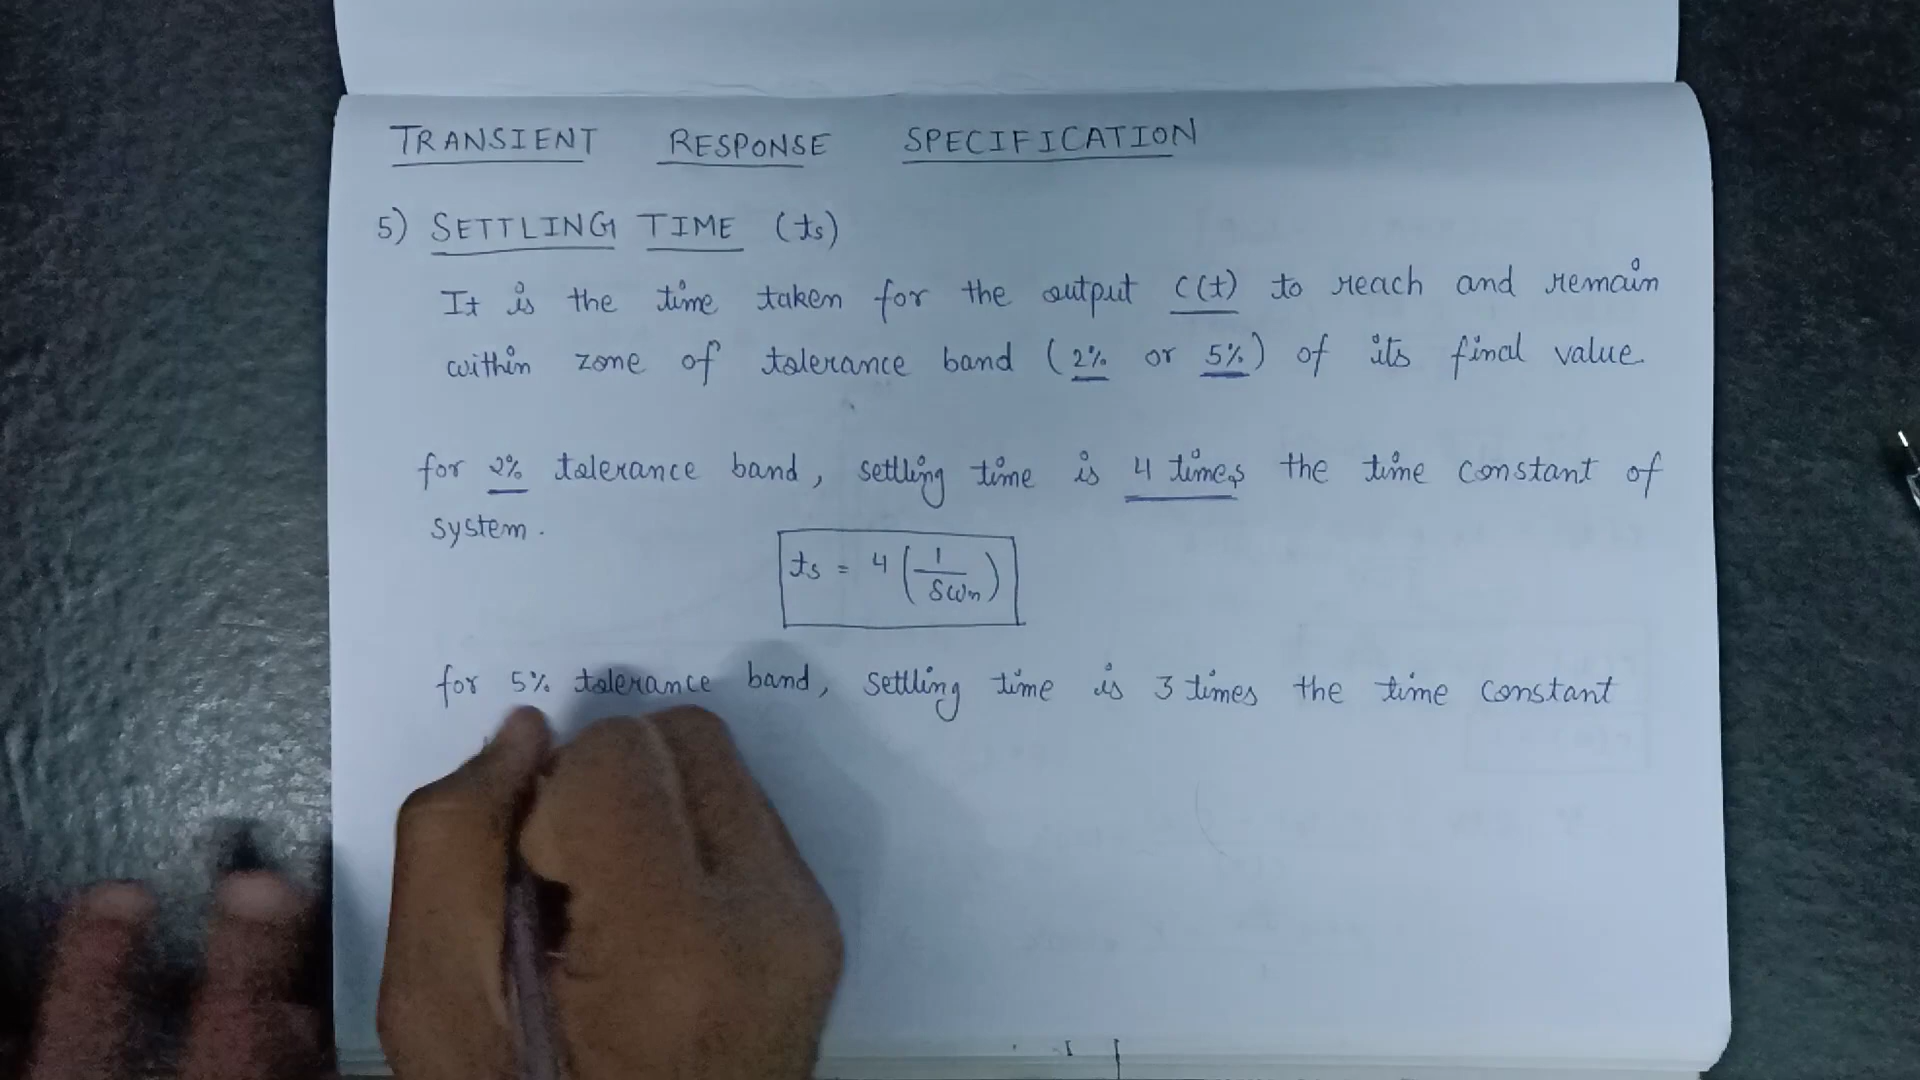 TRANSIENT RESPONSE SPECIFICATION
5) SETTLING TIME (ts)
It is the time taken for the output c(t) to reach and remain
within zone of tolerance band (2% or 5%) of its final value
for 2% tolerance band, settling time is 4 times the time constant of
system.
ts = 4 (1/δωn)
for 5% tolerance band, settling time is 3 times the time constant